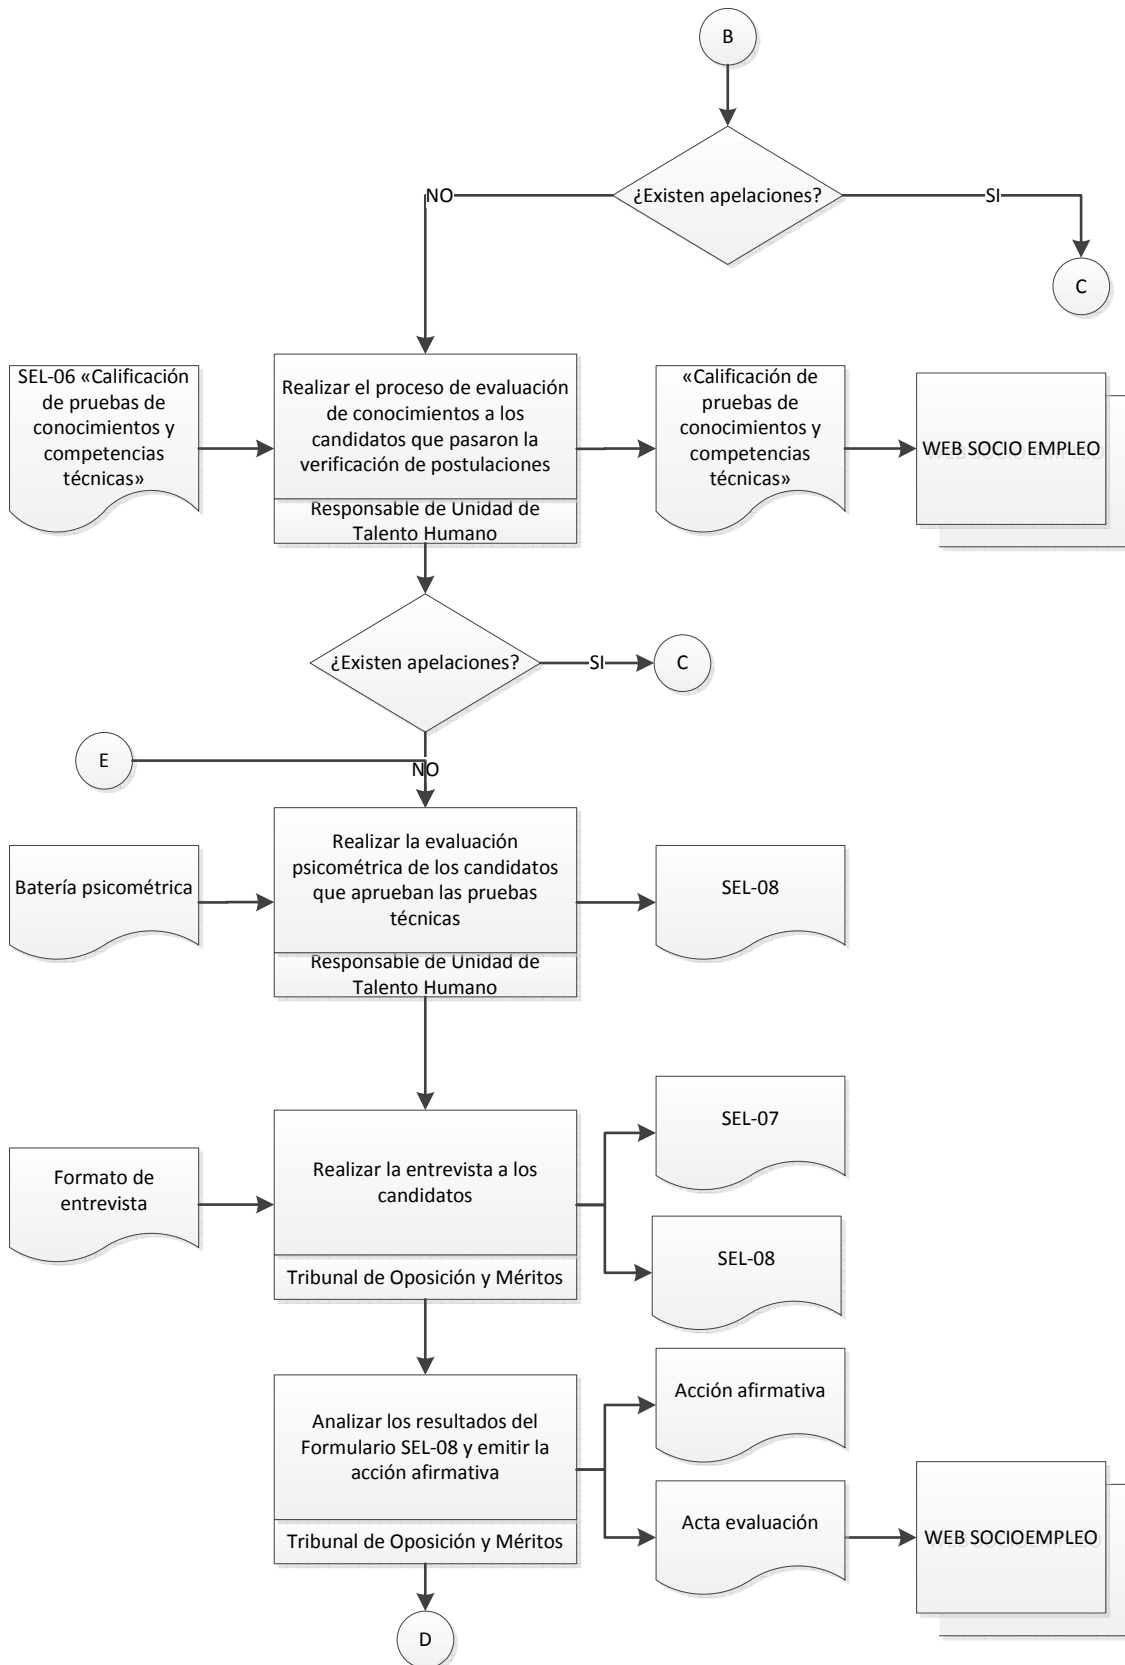 B
¿Existen apelaciones?
NO
SI
C
SEL-06 «Calificación
de pruebas de
conocimientos y
competencias
técnicas»
Realizar el proceso de evaluación
de conocimientos a los
candidatos que pasaron la
verificación de postulaciones
Responsable de Unidad de
Talento Humano
«Calificación de
pruebas de
conocimientos y
competencias
técnicas»
WEB SOCIO EMPLEO
¿Existen apelaciones?
SI
C
E
NO
Batería psicométrica
Realizar la evaluación
psicométrica de los candidatos
que aprueban las pruebas
técnicas
Responsable de Unidad de
Talento Humano
SEL-08
Formato de
entrevista
Realizar la entrevista a los
candidatos
Tribunal de Oposición y Méritos
SEL-07
SEL-08
Analizar los resultados del
Formulario SEL-08 y emitir la
acción afirmativa
Tribunal de Oposición y Méritos
Acción afirmativa
Acta evaluación
WEB SOCIOEMPLEO
D